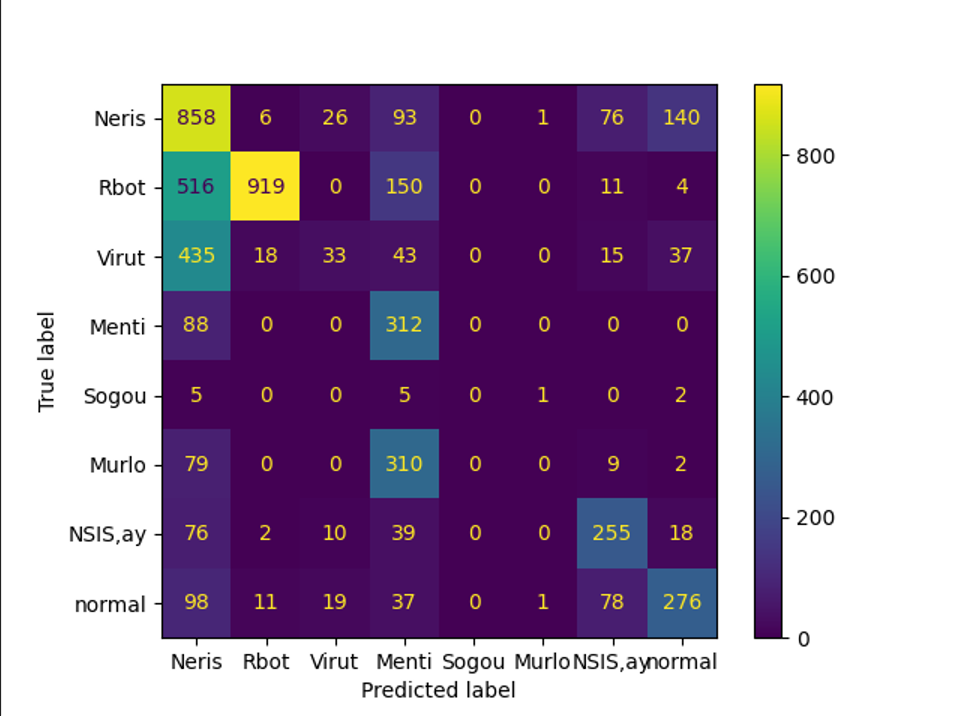 Neris 858 6 26 93 0 1 76 140
Rbot 516 919 0 150 0 0 11 4
Virut 435 18 33 43 0 0 15 37
Menti 88 0 0 312 0 0 0 0
Sogou 5 0 0 5 0 1 0 2
Murlo 79 0 0 310 0 0 9 2
NSIS,ay 76 2 10 39 0 0 255 18
normal 98 11 19 37 0 1 78 276
Neris Rbot Virut Menti Sogou Murlo NSIS,ay normal
Predicted label
True label
800
600
400
200
0